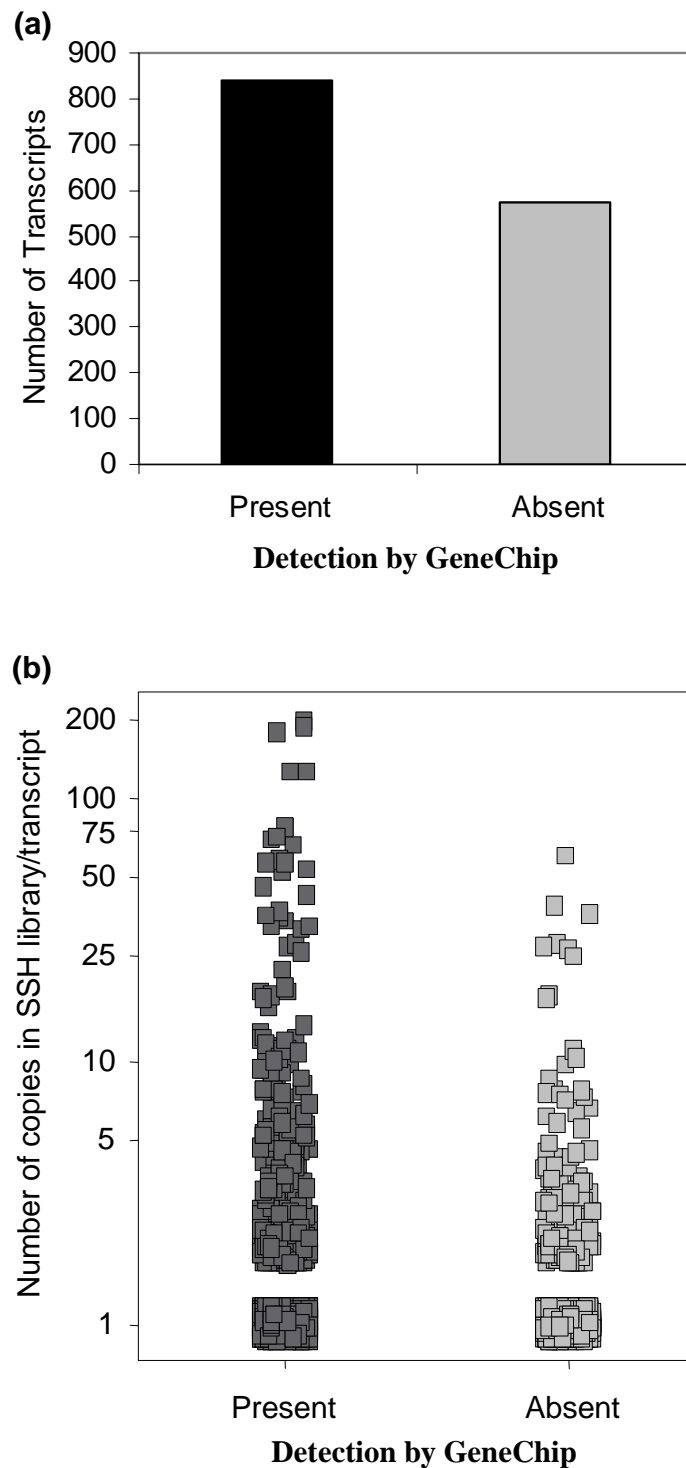 (a)
Number of Transcripts
900
800
700
600
500
400
300
200
100
0
Present
Absent
Detection by GeneChip
(b)
Number of copies in SSH library/transcript
200
100
75
50
25
10
5
1
Present
Absent
Detection by GeneChip